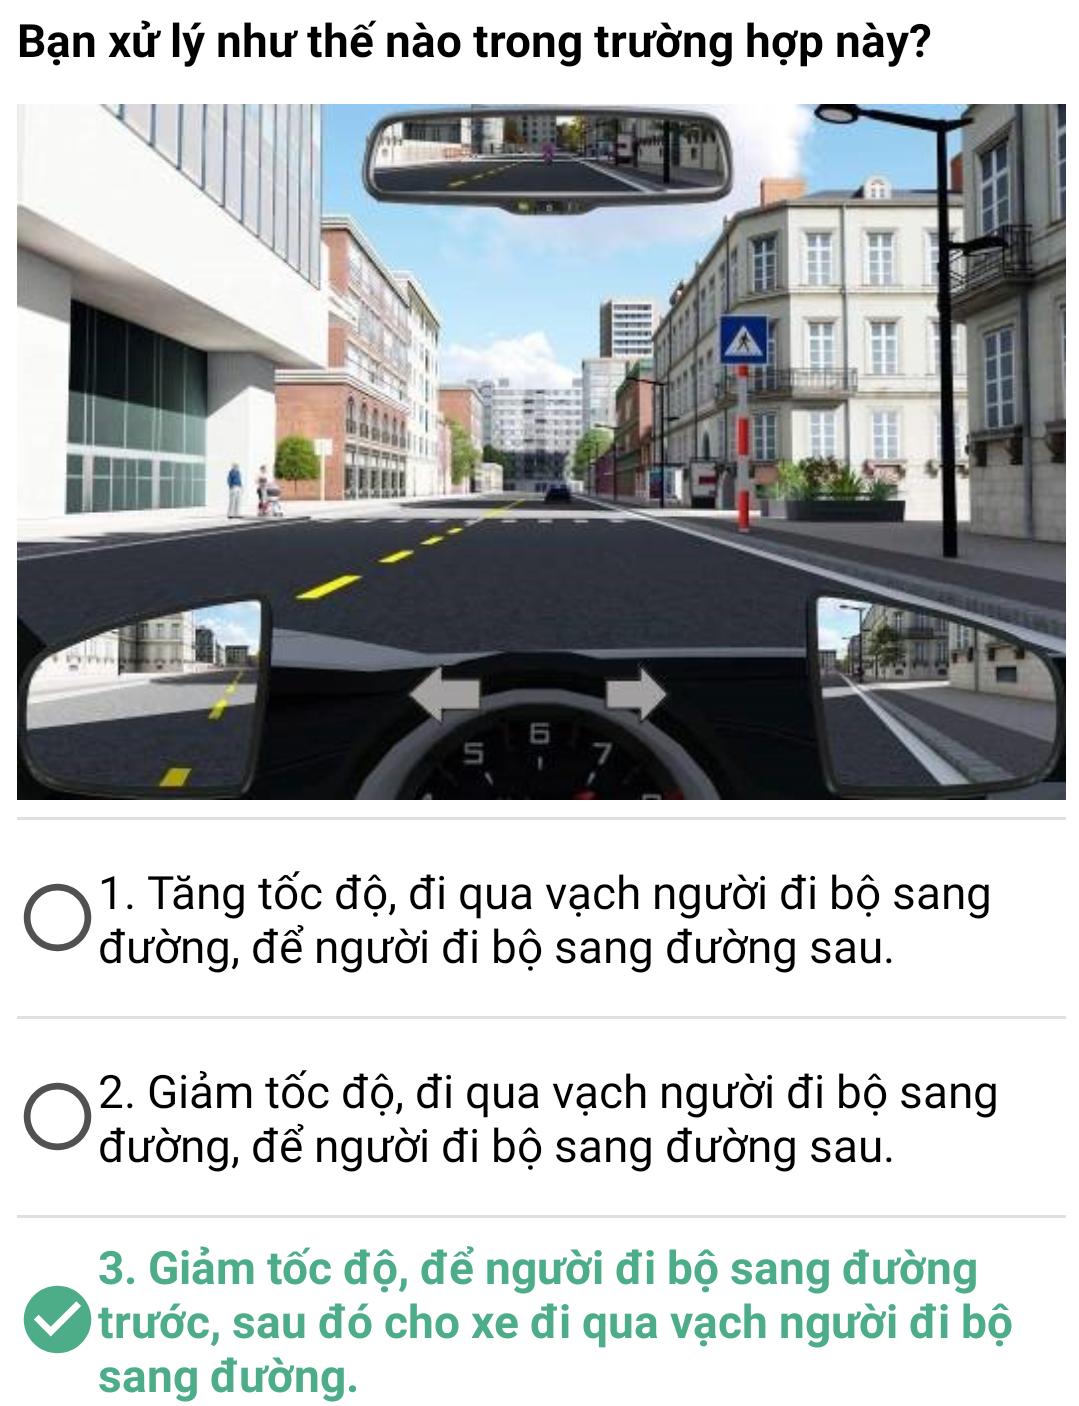 Bạn xử lý như thế nào trong trường hợp này?
5 6 7
1. Tăng tốc độ, đi qua vạch người đi bộ sang
đường, để người đi bộ sang đường sau.
2. Giảm tốc độ, đi qua vạch người đi bộ sang
đường, để người đi bộ sang đường sau.
3. Giảm tốc độ, để người đi bộ sang đường
trước, sau đó cho xe đi qua vạch người đi bộ
sang đường.